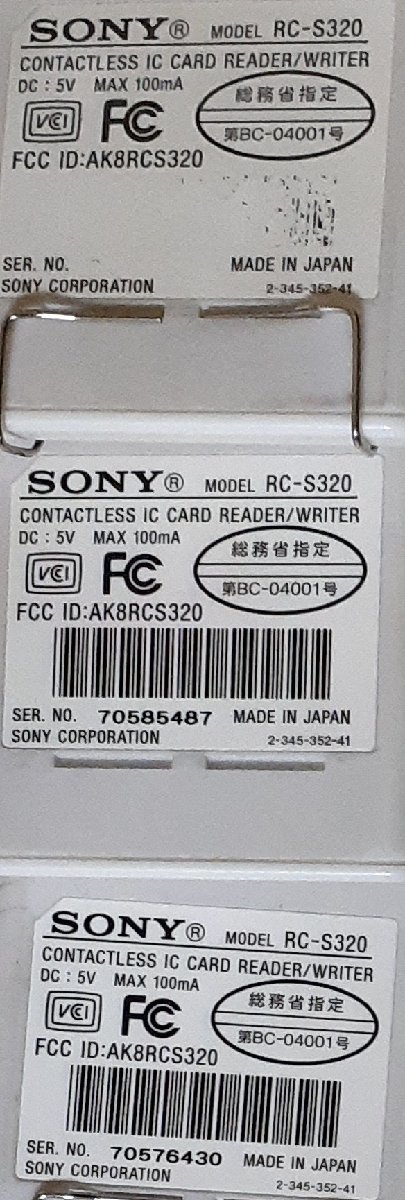 SONY® MODEL RC-S320
CONTACTLESS IC CARD READER/WRITER
DC : 5V MAX 100mA
VCI FC 総務省指定
第BC-04001号
FCC ID:AK8RCS320
SER. NO. MADE IN JAPAN
SONY CORPORATION 2-345-352-41
SONY® MODEL RC-S320
CONTACTLESS IC CARD READER/WRITER
DC : 5V MAX 100mA
VCI FC 総務省指定
第BC-04001号
FCC ID:AK8RCS320
SER. NO. 70585487 MADE IN JAPAN
SONY CORPORATION 2-345-352-41
SONY® MODEL RC-S320
CONTACTLESS IC CARD READER/WRITER
DC : 5V MAX 100mA
VCI FC 総務省指定
第BC-04001号
FCC ID:AK8RCS320
SER. NO. 70576430 MADE IN JAPAN
SONY CORPORATION 2-345-352-41